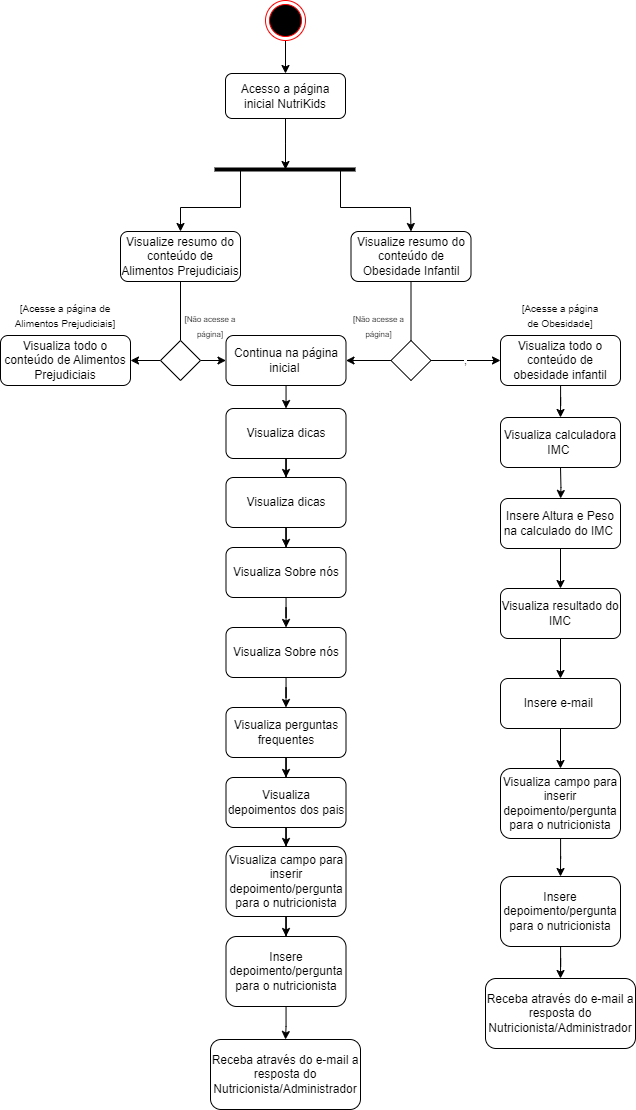 Acesso a página
inicial NutriKids
Visualize resumo do
conteúdo de
Alimentos Prejudiciais
Visualize resumo do
conteúdo de
Obesidade Infantil
[Acesse a página de
Alimentos Prejudiciais]
[Não acesse a
página]
[Não acesse a
página]
[Acesse a página
de Obesidade]
Visualiza todo o
conteúdo de Alimentos
Prejudiciais
Continua na página
inicial
;
Visualiza todo o
conteúdo de
obesidade infantil
Visualiza dicas
Visualiza dicas
Visualiza Sobre nós
Visualiza Sobre nós
Visualiza perguntas
frequentes
Visualiza
depoimentos dos pais
Visualiza campo para
inserir
depoimento/pergunta
para o nutricionista
Insere
depoimento/pergunta
para o nutricionista
Receba através do e-mail a
resposta do
Nutricionista/Administrador
Visualiza calculadora
IMC
Insere Altura e Peso
na calculado do IMC
Visualiza resultado do
IMC
Insere e-mail
Visualiza campo para
inserir
depoimento/pergunta
para o nutricionista
Insere
depoimento/pergunta
para o nutricionista
Receba através do e-mail a
resposta do
Nutricionista/Administrador